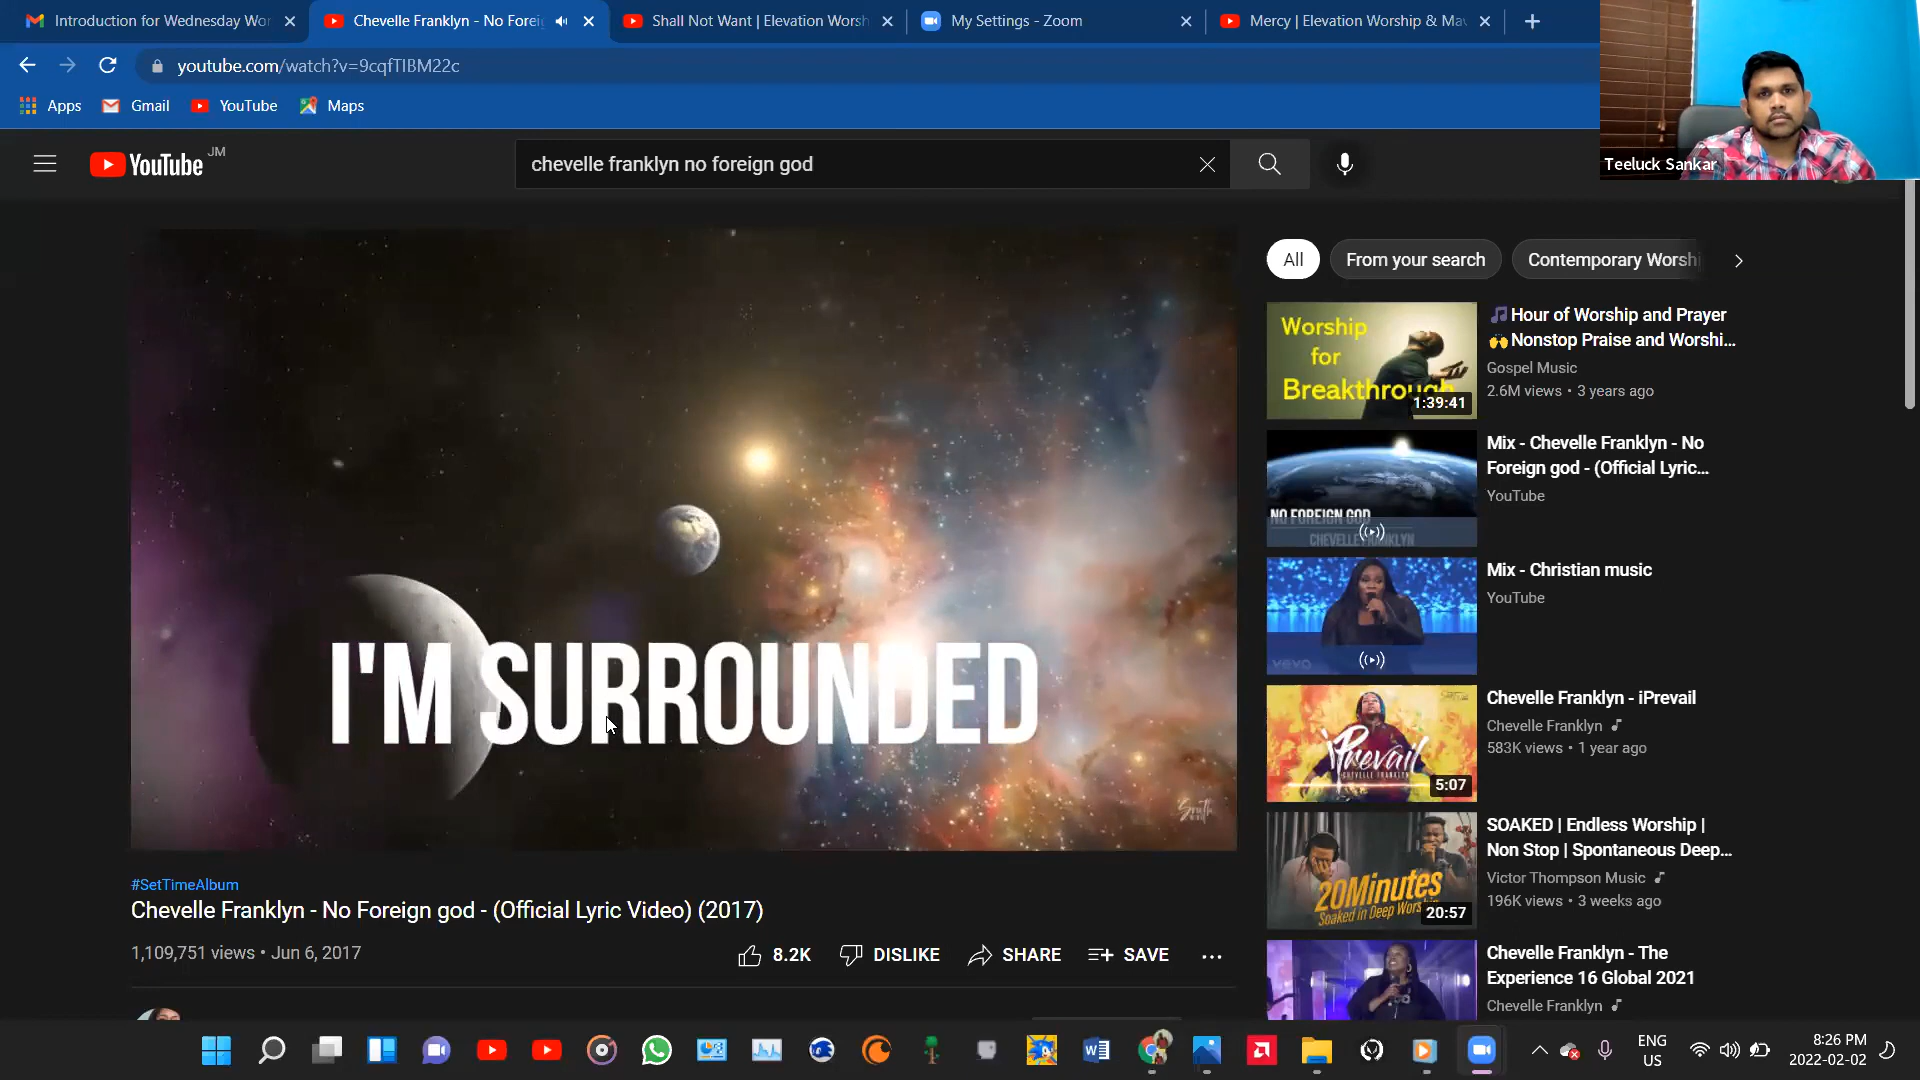 Introduction for Wednesday Wor
Chevelle Franklyn - No Foreig
Shall Not Want | Elevation Worsh
My Settings - Zoom
Mercy | Elevation Worship & Mav
youtube.com/watch?v=9cqfTIBM22c
Apps
Gmail
YouTube
Maps
Teeluck Sankar
YouTube JM
chevelle franklyn no foreign god
All
From your search
Contemporary Worshi
I'M SURROUNDED
Worship
for
Breakthrough
1:39:41
🎵Hour of Worship and Prayer
🙌Nonstop Praise and Worshi...
Gospel Music
2.6M views • 3 years ago
NO FOREIGN GOD
CHEVELLE FRANKLYN
Mix - Chevelle Franklyn - No
Foreign god - (Official Lyric...
YouTube
vevo
Mix - Christian music
YouTube
iPrevail
CHEVELLE FRANKLYN
5:07
Chevelle Franklyn - iPrevail
Chevelle Franklyn
583K views • 1 year ago
20Minutes
Soaked in Deep Worship
20:57
SOAKED | Endless Worship |
Non Stop | Spontaneous Deep...
Victor Thompson Music
196K views • 3 weeks ago
Chevelle Franklyn - The
Experience 16 Global 2021
Chevelle Franklyn
#SetTimeAlbum
Chevelle Franklyn - No Foreign god - (Official Lyric Video) (2017)
1,109,751 views • Jun 6, 2017
8.2K
DISLIKE
SHARE
SAVE
ENG
US
8:26 PM
2022-02-02